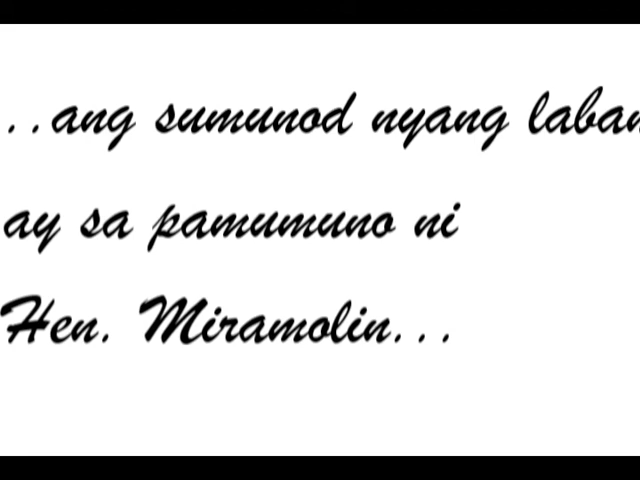 ..ang sumunod nyang laban
ay sa pamumuno ni
Hen. Miramolin...